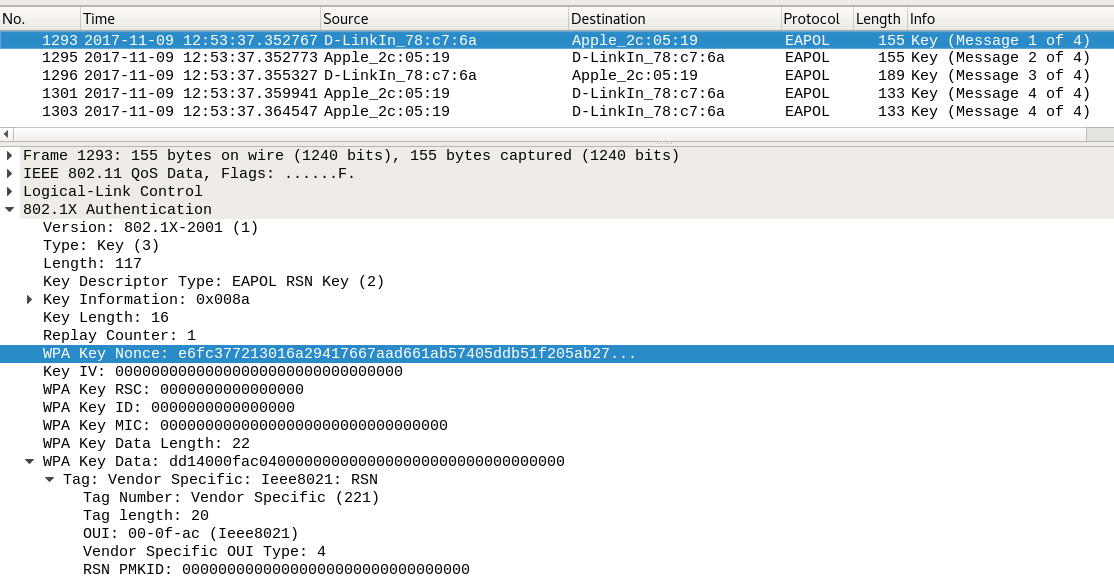 No. Time Source Destination Protocol Length Info
1293 2017-11-09 12:53:37.352767 D-LinkIn_78:c7:6a Apple_2c:05:19 EAPOL 155 Key (Message 1 of 4)
1295 2017-11-09 12:53:37.352773 Apple_2c:05:19 D-LinkIn_78:c7:6a EAPOL 155 Key (Message 2 of 4)
1296 2017-11-09 12:53:37.355327 D-LinkIn_78:c7:6a Apple_2c:05:19 EAPOL 189 Key (Message 3 of 4)
1301 2017-11-09 12:53:37.359941 Apple_2c:05:19 D-LinkIn_78:c7:6a EAPOL 133 Key (Message 4 of 4)
1303 2017-11-09 12:53:37.364547 Apple_2c:05:19 D-LinkIn_78:c7:6a EAPOL 133 Key (Message 4 of 4)
Frame 1293: 155 bytes on wire (1240 bits), 155 bytes captured (1240 bits)
IEEE 802.11 QoS Data, Flags: ......F.
Logical-Link Control
802.1X Authentication
Version: 802.1X-2001 (1)
Type: Key (3)
Length: 117
Key Descriptor Type: EAPOL RSN Key (2)
Key Information: 0x008a
Key Length: 16
Replay Counter: 1
WPA Key Nonce: e6fc377213016a29417667aad661ab57405ddb51f205ab27...
Key IV: 00000000000000000000000000000000
WPA Key RSC: 0000000000000000
WPA Key ID: 0000000000000000
WPA Key MIC: 00000000000000000000000000000000
WPA Key Data Length: 22
WPA Key Data: dd14000fac0400000000000000000000000000000000
Tag: Vendor Specific: Ieee8021: RSN
Tag Number: Vendor Specific (221)
Tag length: 20
OUI: 00-0f-ac (Ieee8021)
Vendor Specific OUI Type: 4
RSN PMKID: 00000000000000000000000000000000